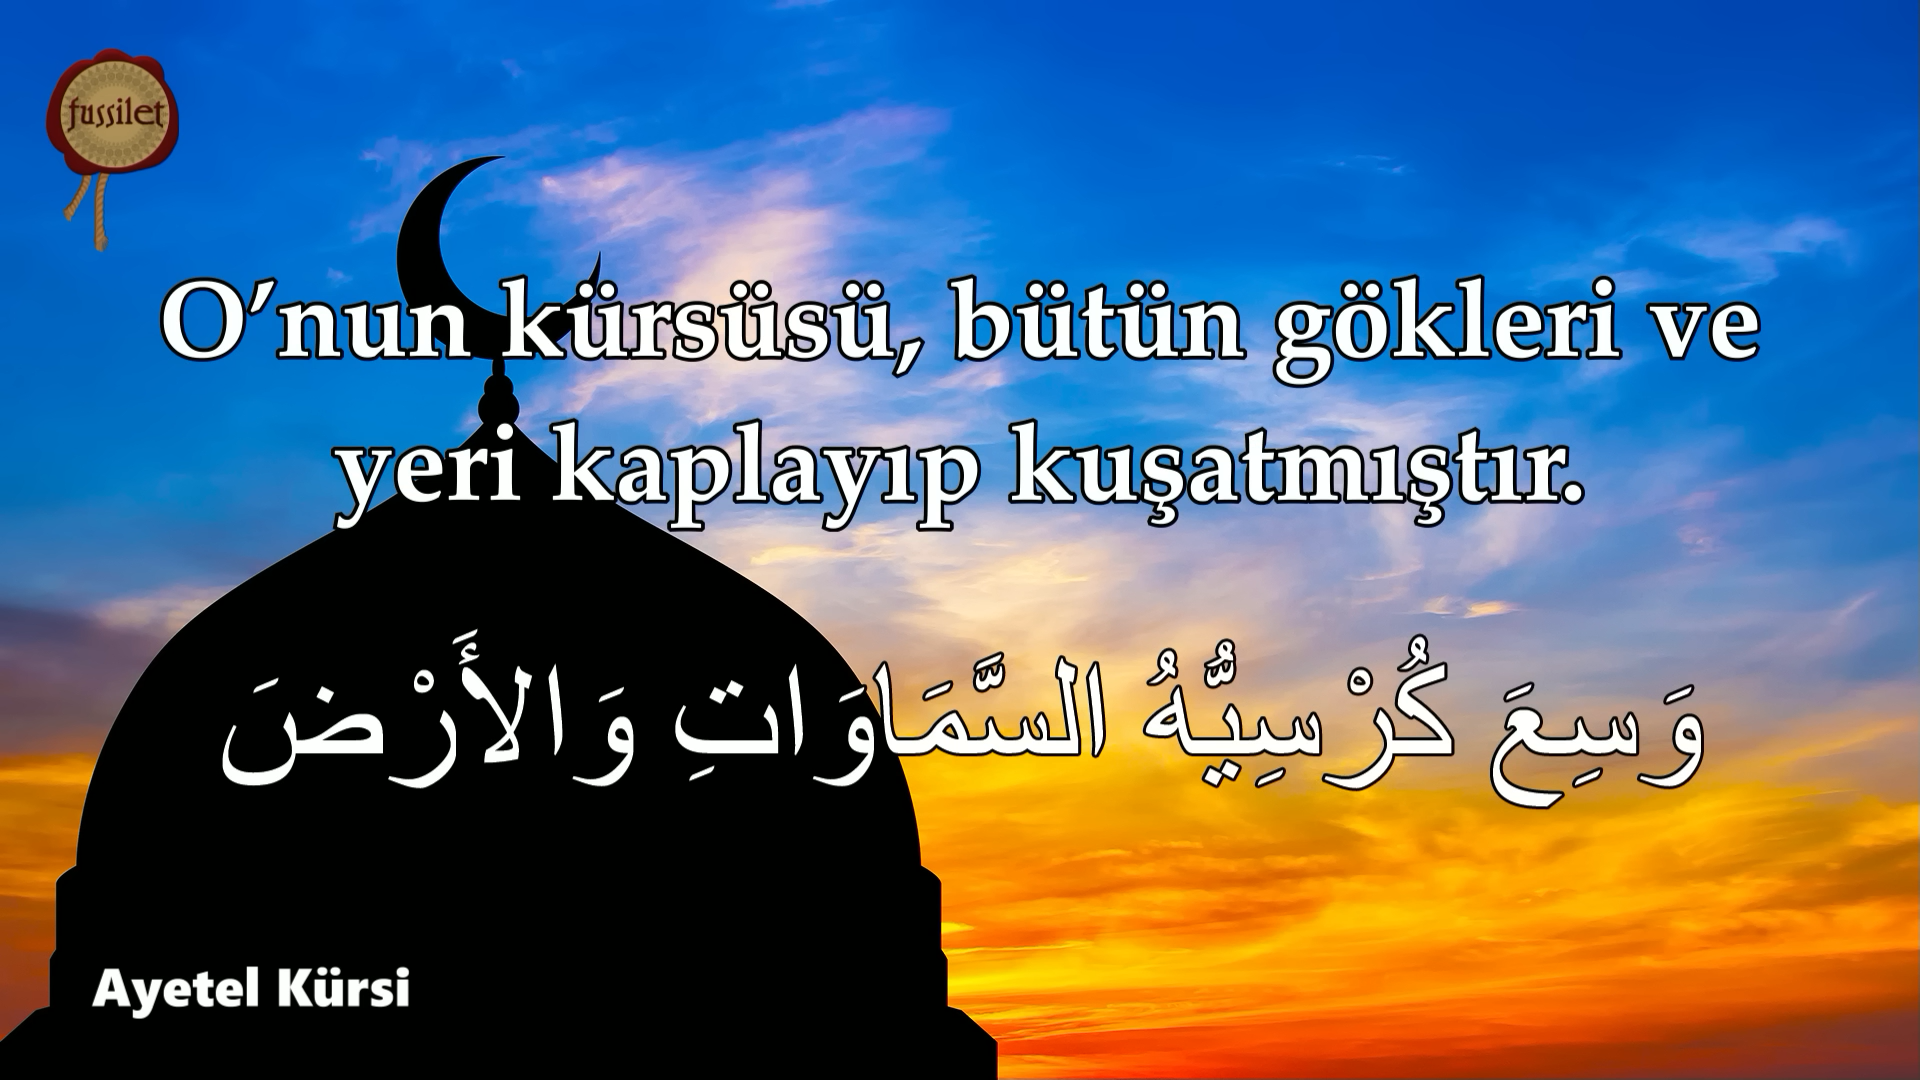 fussilet
O’nun kürsüsü, bütün gökleri ve
yeri kaplayıp kuşatmıştır.
وَسِعَ كُرْسِيُّهُ السَّمَاوَاتِ وَالأَرْضَ
Ayetel Kürsi